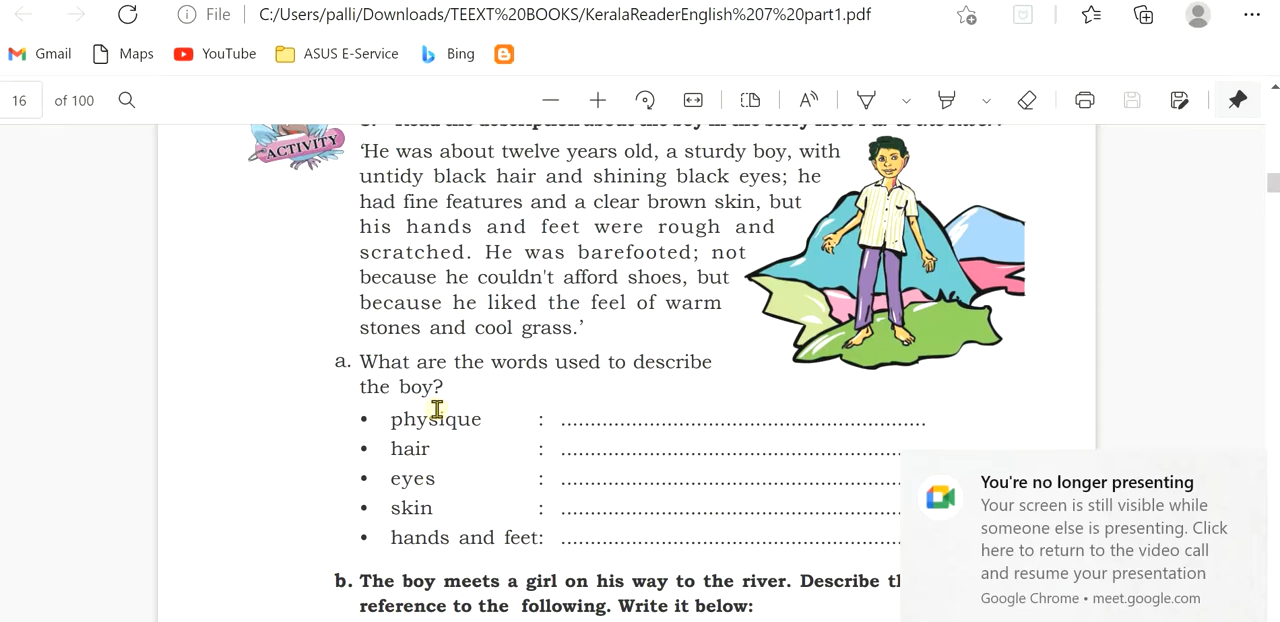 File C:/Users/palli/Downloads/TEEXT%20BOOKS/KeralaReaderEnglish%207%20part1.pdf
Gmail Maps YouTube ASUS E-Service Bing
16 of 100
ACTIVITY
'He was about twelve years old, a sturdy boy, with
untidy black hair and shining black eyes; he
had fine features and a clear brown skin, but
his hands and feet were rough and
scratched. He was barefooted; not
because he couldn't afford shoes, but
because he liked the feel of warm
stones and cool grass.'
a. What are the words used to describe
the boy?
• physique : ..............................................................
• hair : .........................................................
• eyes : .........................................................
• skin : .........................................................
• hands and feet: .........................................................
b. The boy meets a girl on his way to the river. Describe
reference to the following. Write it below:
You're no longer presenting
Your screen is still visible while
someone else is presenting. Click
here to return to the video call
and resume your presentation
Google Chrome • meet.google.com